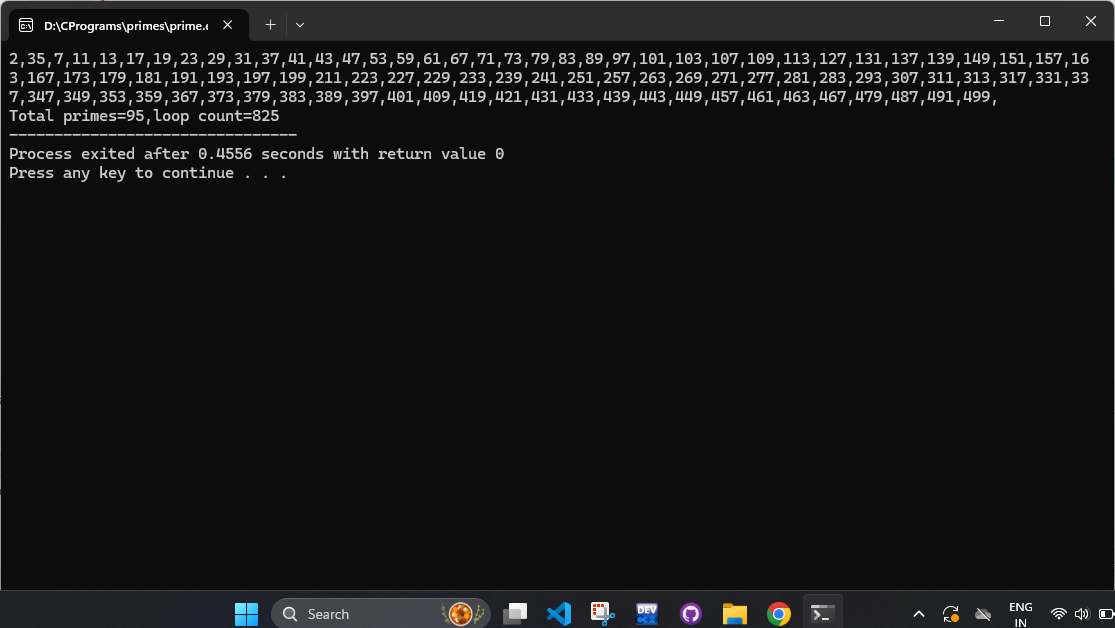 D:\CPrograms\primes\prime.e
2,35,7,11,13,17,19,23,29,31,37,41,43,47,53,59,61,67,71,73,79,83,89,97,101,103,107,109,113,127,131,137,139,149,151,157,16
3,167,173,179,181,191,193,197,199,211,223,227,229,233,239,241,251,257,263,269,271,277,281,283,293,307,311,313,317,331,33
7,347,349,353,359,367,373,379,383,389,397,401,409,419,421,431,433,439,443,449,457,461,463,467,479,487,491,499,
Total primes=95,loop count=825
--------------------------------
Process exited after 0.4556 seconds with return value 0
Press any key to continue . . .
Search
DEV
ENG
IN